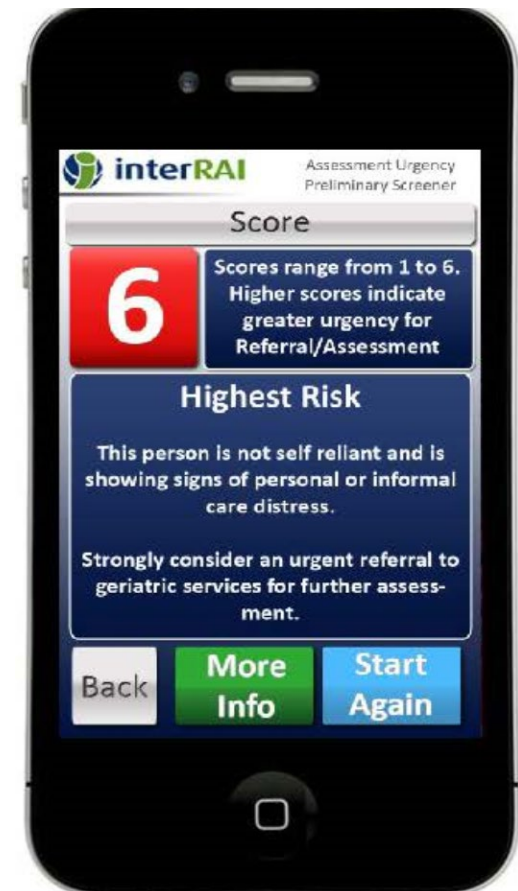 interRAI
Assessment Urgency
Preliminary Screener
Score
6
Scores range from 1 to 6.
Higher scores indicate
greater urgency for
Referral/Assessment
Highest Risk
This person is not self reliant and is
showing signs of personal or informal
care distress.
Strongly consider an urgent referral to
geriatric services for further assess-
ment.
Back
More
Info
Start
Again